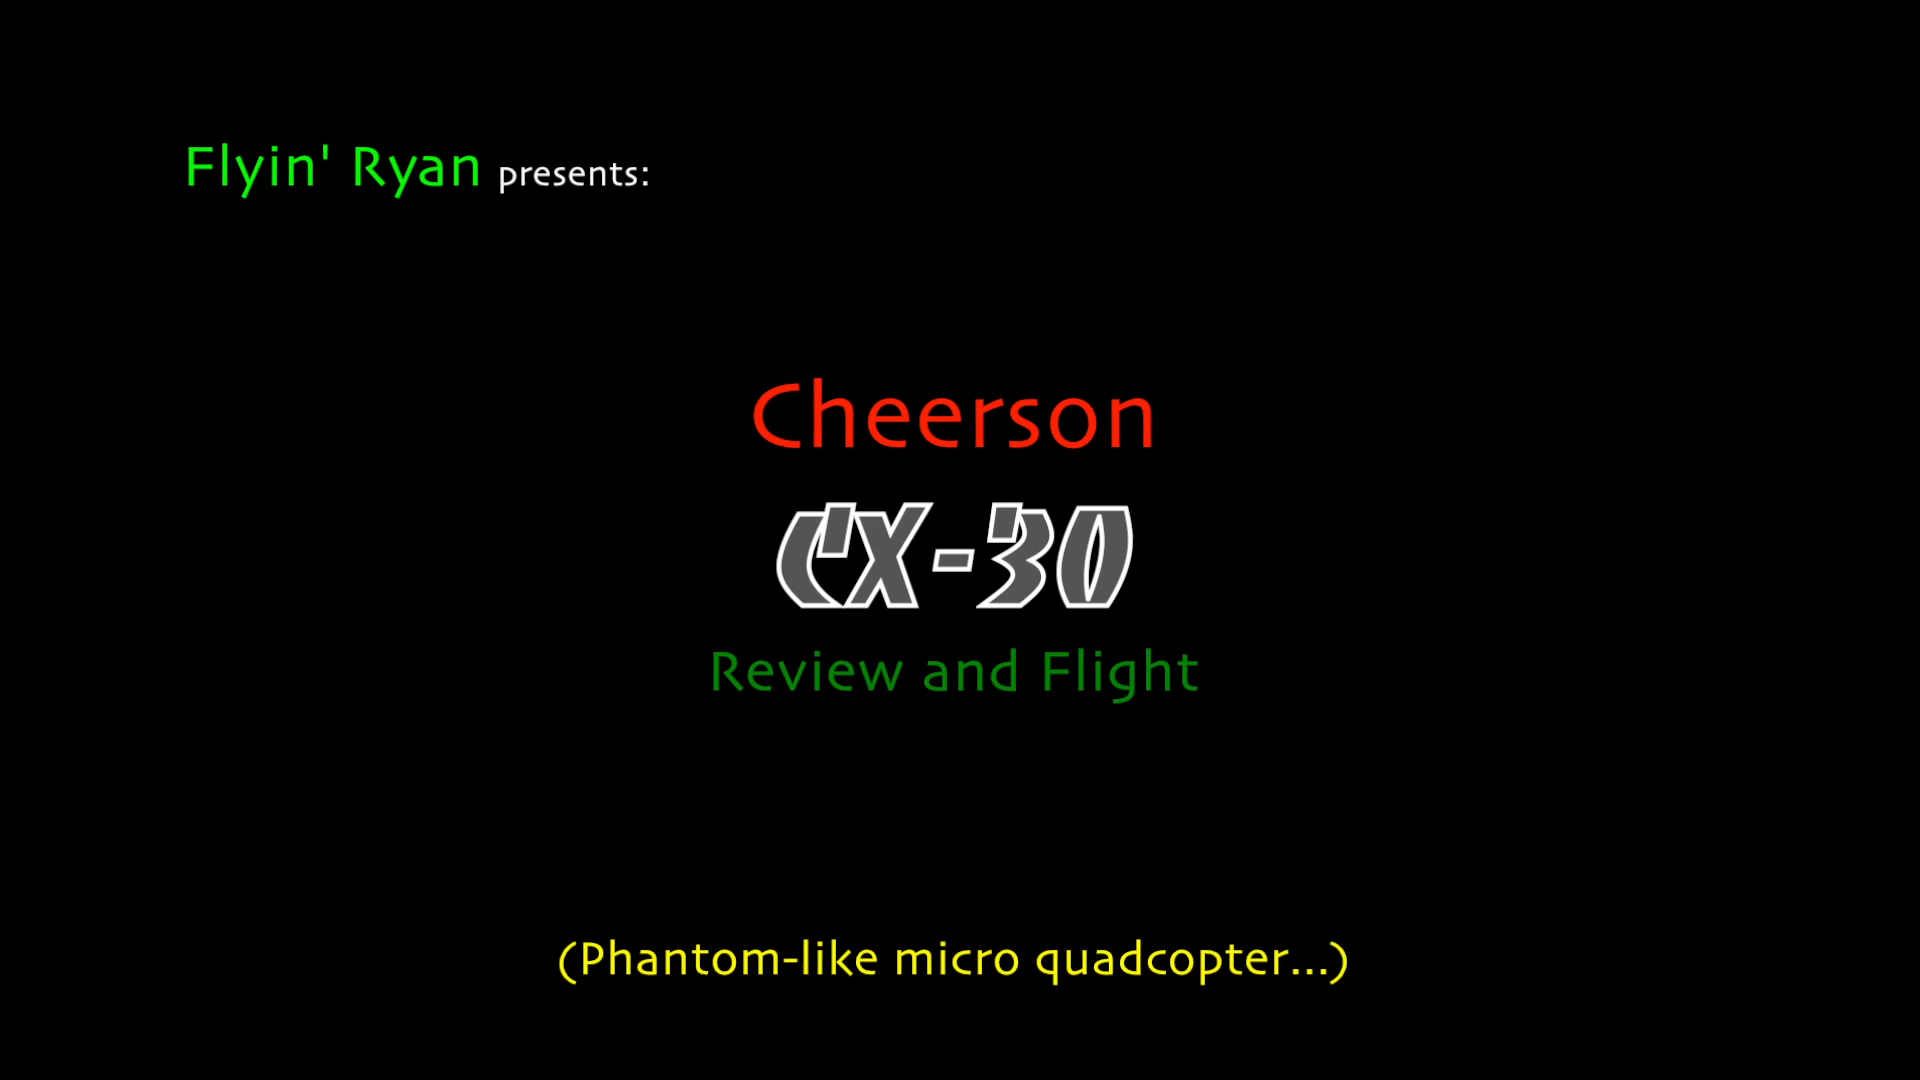 Flyin' Ryan presents:
Cheerson
CX-30
Review and Flight
(Phantom-like micro quadcopter...)